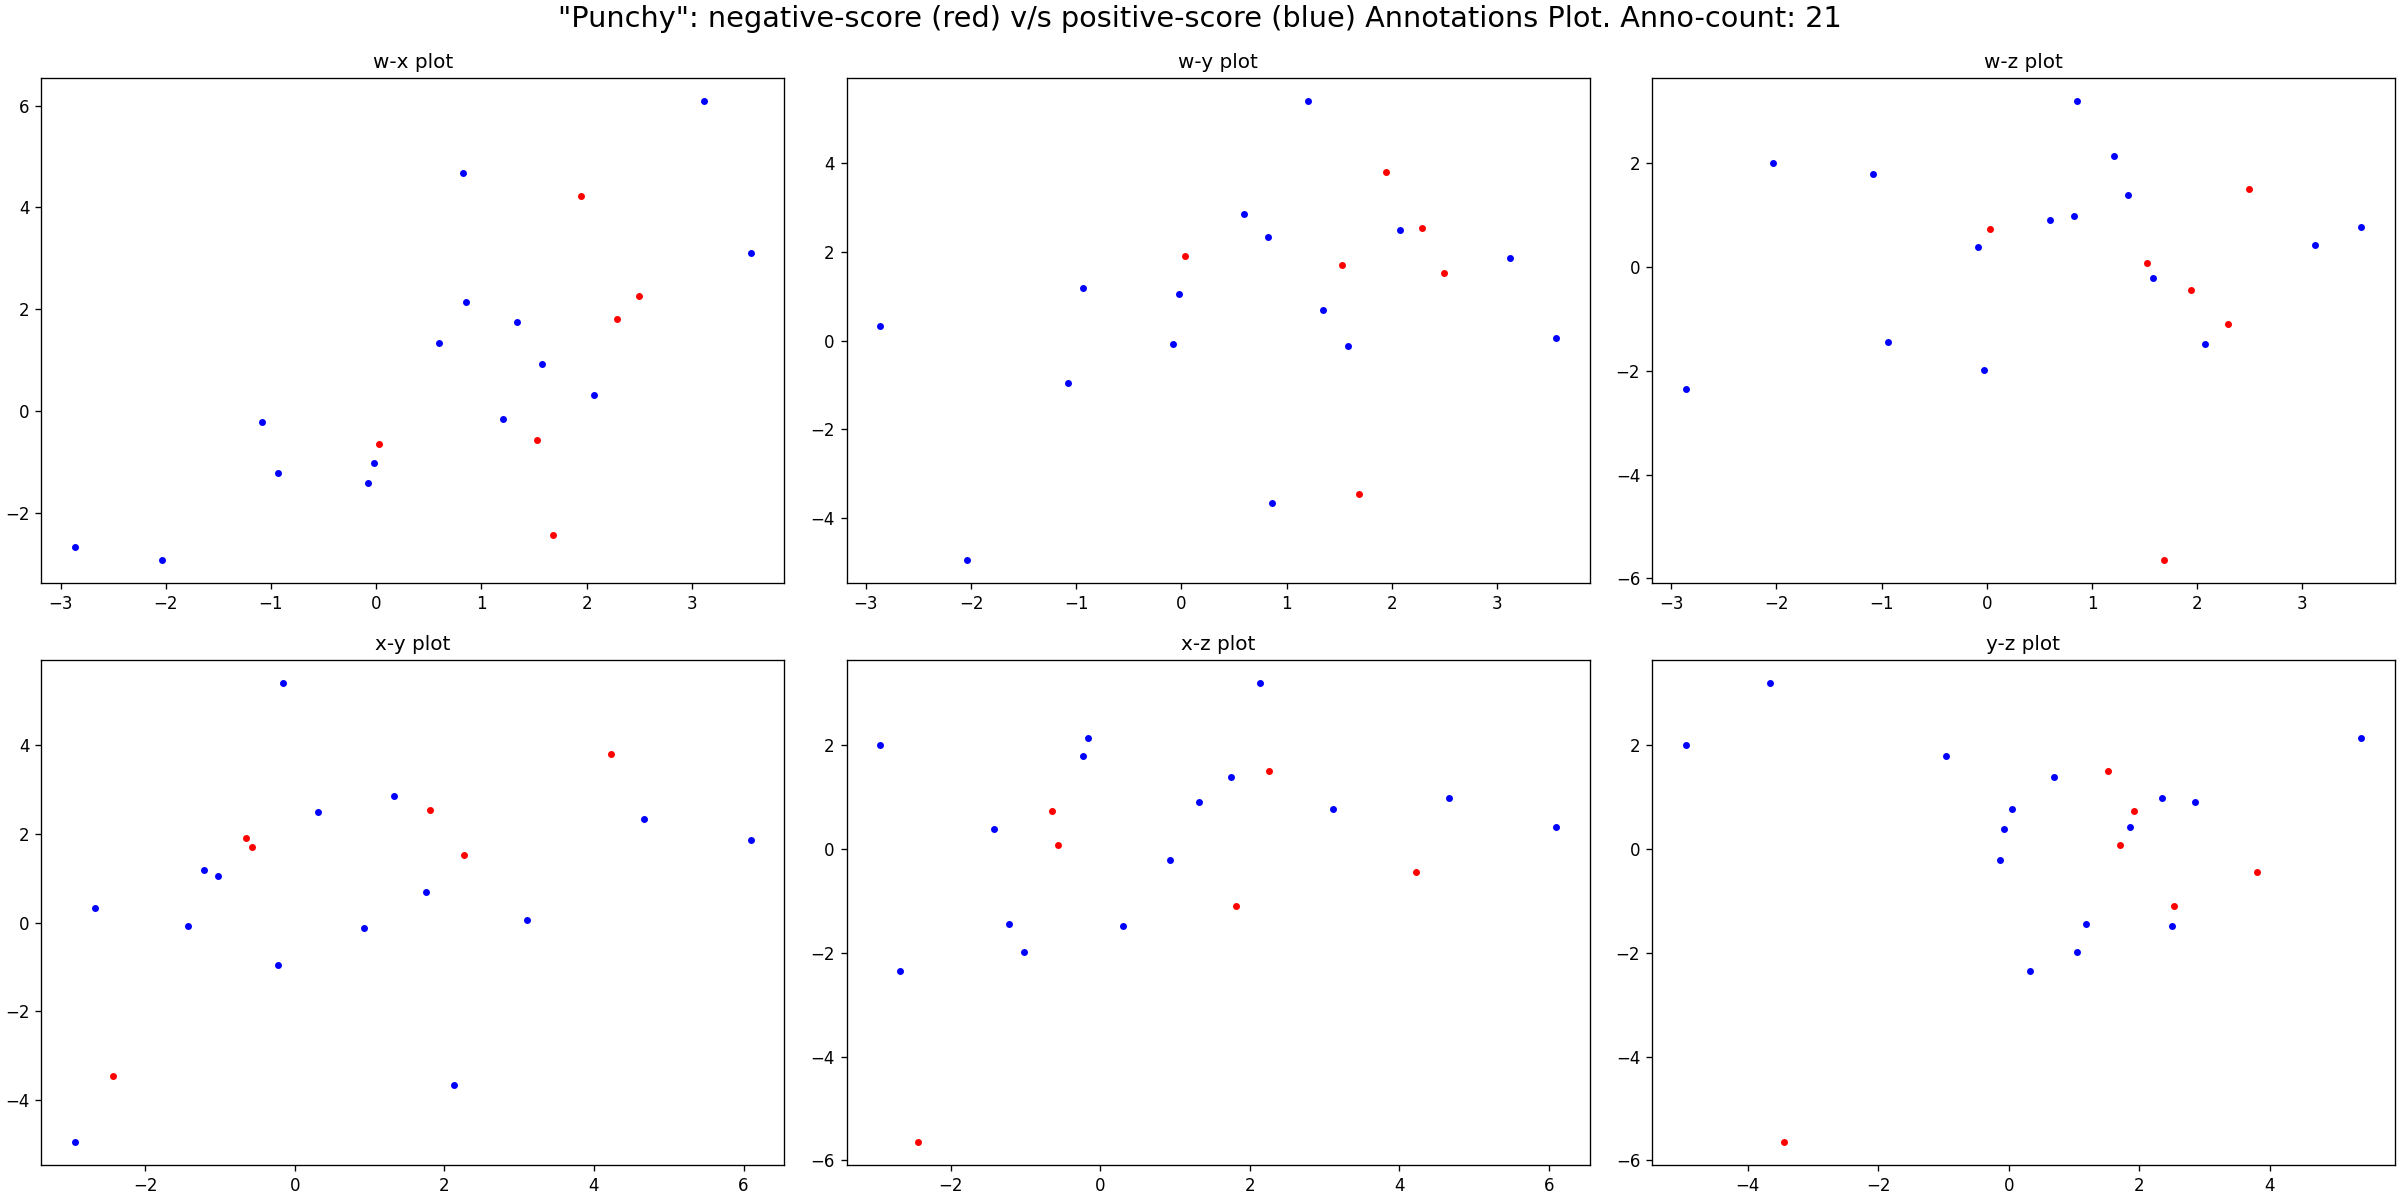 "Punchy": negative-score (red) v/s positive-score (blue) Annotations Plot. Anno-count: 21
w-x plot
w-y plot
w-z plot
6
4
2
0
−2
−3 −2 −1 0 1 2 3
4
2
0
−2
−4
−3 −2 −1 0 1 2 3
2
0
−2
−4
−6
−3 −2 −1 0 1 2 3
x-y plot
x-z plot
y-z plot
4
2
0
−2
−4
−2 0 2 4 6
2
0
−2
−4
−6
−2 0 2 4 6
2
0
−2
−4
−6
−4 −2 0 2 4